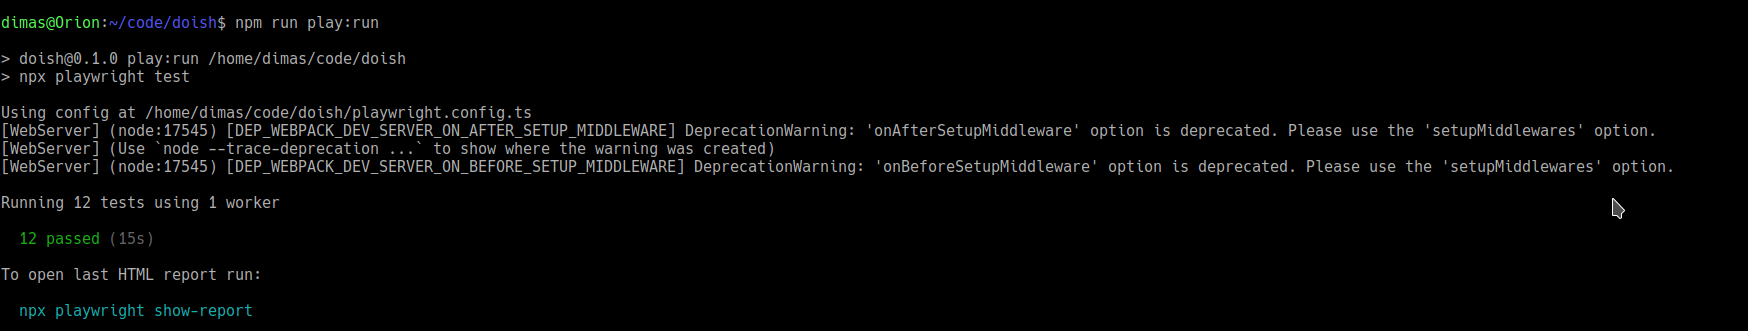 dimas@Orion:~/code/doish$ npm run play:run
> doish@0.1.0 play:run /home/dimas/code/doish
> npx playwright test
Using config at /home/dimas/code/doish/playwright.config.ts
[WebServer] (node:17545) [DEP_WEBPACK_DEV_SERVER_ON_AFTER_SETUP_MIDDLEWARE] DeprecationWarning: 'onAfterSetupMiddleware' option is deprecated. Please use the 'setupMiddlewares' option.
[WebServer] (Use `node --trace-deprecation ...` to show where the warning was created)
[WebServer] (node:17545) [DEP_WEBPACK_DEV_SERVER_ON_BEFORE_SETUP_MIDDLEWARE] DeprecationWarning: 'onBeforeSetupMiddleware' option is deprecated. Please use the 'setupMiddlewares' option.
Running 12 tests using 1 worker
12 passed (15s)
To open last HTML report run:
npx playwright show-report